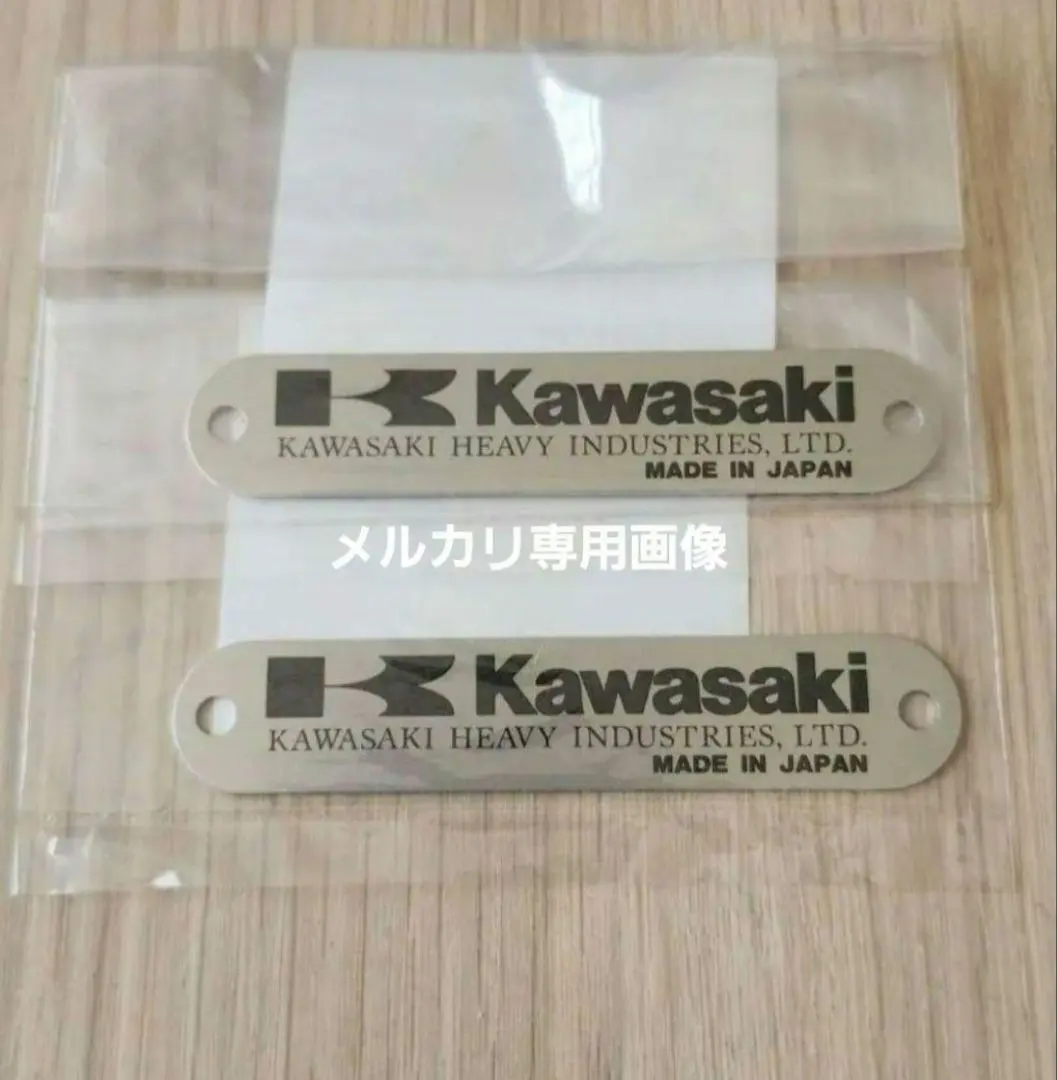 Kawasaki
KAWASAKI HEAVY INDUSTRIES, LTD.
MADE IN JAPAN
メルカリ専用画像
Kawasaki
KAWASAKI HEAVY INDUSTRIES, LTD.
MADE IN JAPAN